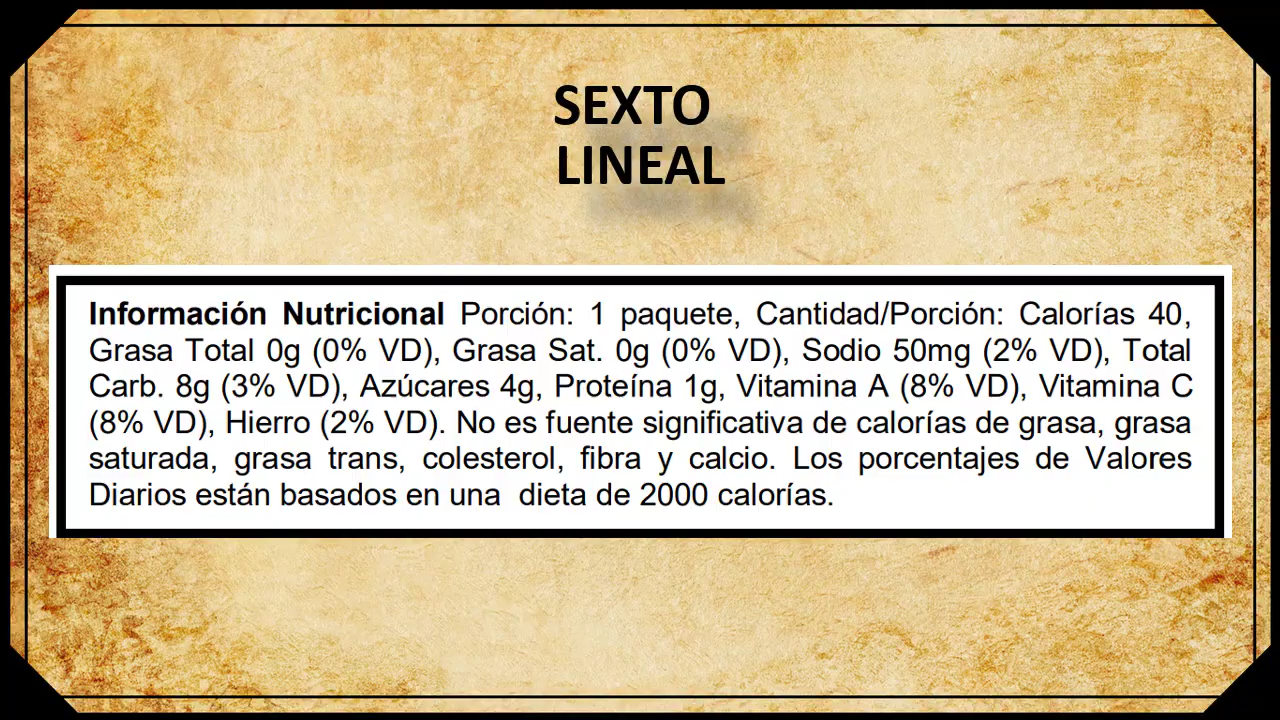 SEXTO
LINEAL
Información Nutricional Porción: 1 paquete, Cantidad/Porción: Calorías 40,
Grasa Total 0g (0% VD), Grasa Sat. 0g (0% VD), Sodio 50mg (2% VD), Total
Carb. 8g (3% VD), Azúcares 4g, Proteína 1g, Vitamina A (8% VD), Vitamina C
(8% VD), Hierro (2% VD). No es fuente significativa de calorías de grasa, grasa
saturada, grasa trans, colesterol, fibra y calcio. Los porcentajes de Valores
Diarios están basados en una  dieta de 2000 calorías.